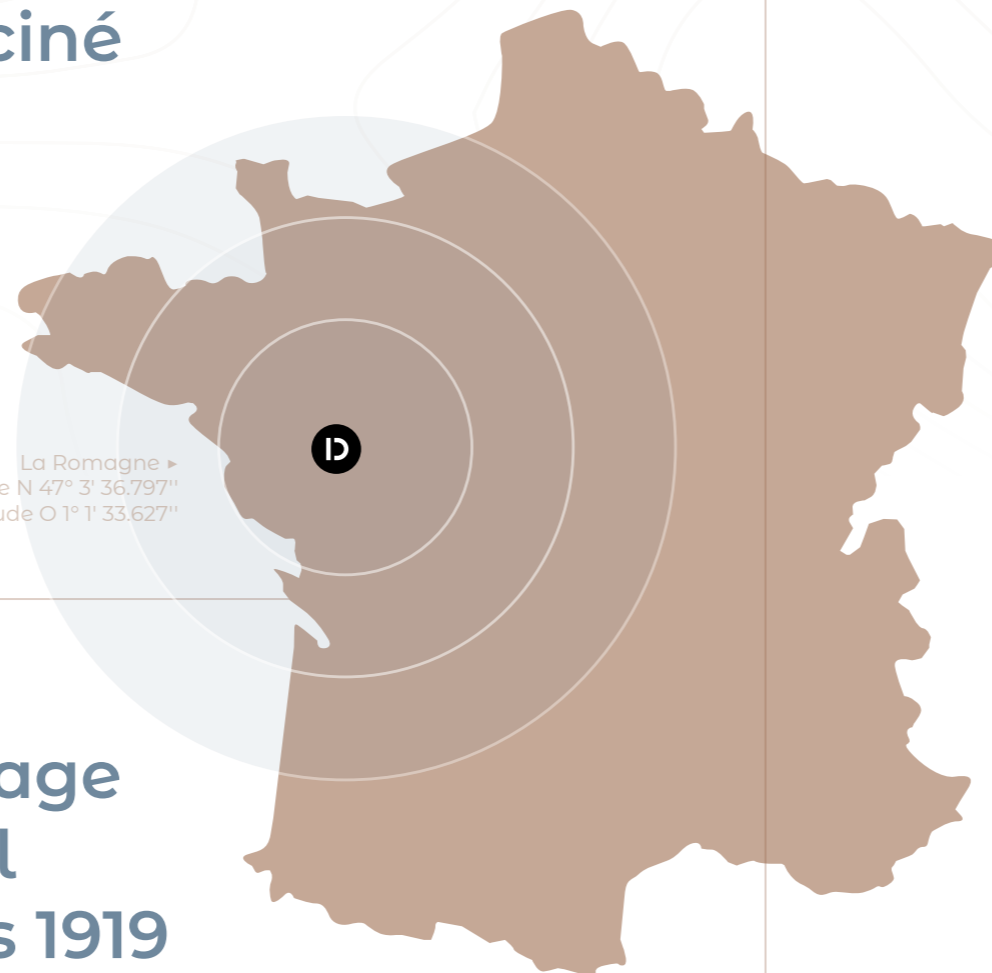 ciné
La Romagne ▸
e N 47° 3' 36.797''
ude O 1° 1' 33.627''
age
l
s 1919